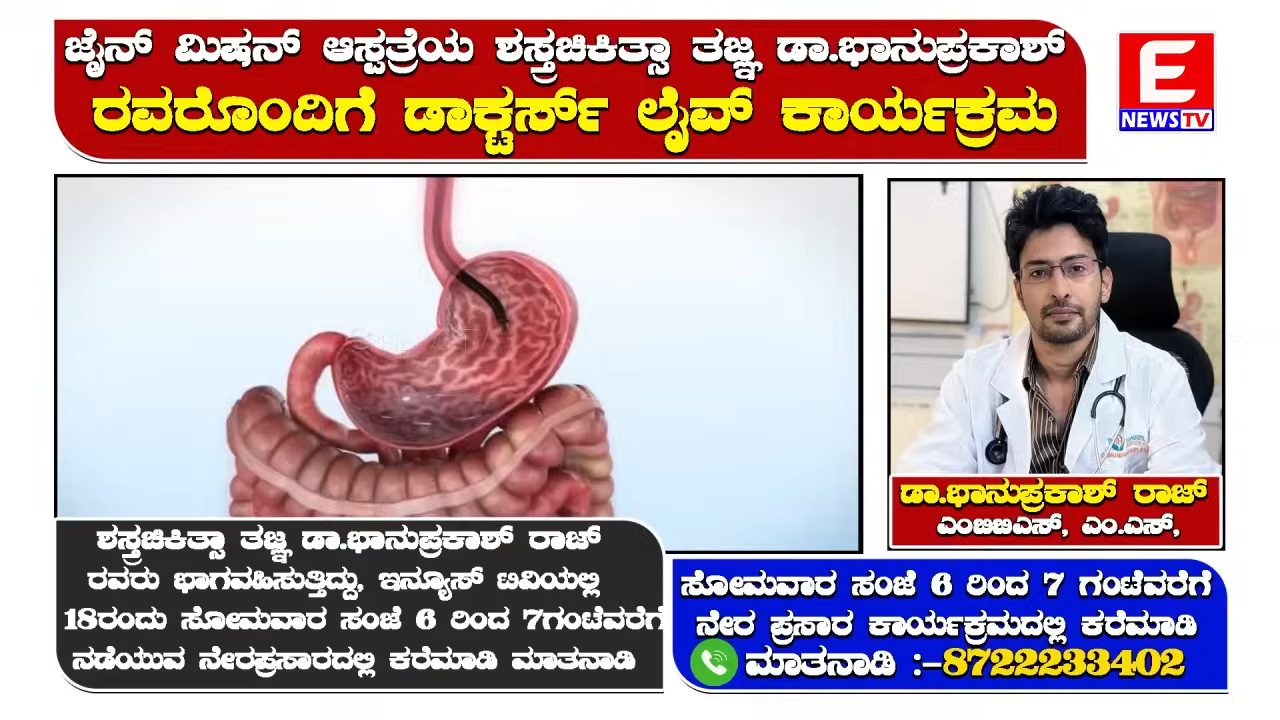 ಜೈನ್ ಮಿಷನ್ ಆಸ್ಪತ್ರೆಯ ಶಸ್ತ್ರಚಿಕಿತ್ಸಾ ತಜ್ಞ ಡಾ.ಭಾನುಪ್ರಕಾಶ್
ರವರೊಂದಿಗೆ ಡಾಕ್ಟರ್ಸ್ ಲೈವ್ ಕಾರ್ಯಕ್ರಮ
E
NEWSTV
ಡಾ.ಭಾನುಪ್ರಕಾಶ್ ರಾಜ್
ಎಂಬಿಬಿಎಸ್, ಎಂ.ಎಸ್,
ಶಸ್ತ್ರಚಿಕಿತ್ಸಾ ತಜ್ಞ ಡಾ.ಭಾನುಪ್ರಕಾಶ್ ರಾಜ್
ರವರು ಭಾಗವಹಿಸುತ್ತಿದ್ದು, ಇನ್ಯೂಸ್ ಟಿವಿಯಲ್ಲಿ
18ರಂದು ಸೋಮವಾರ ಸಂಜೆ 6 ರಿಂದ 7ಗಂಟೆವರೆಗೆ
ನಡೆಯುವ ನೇರಪ್ರಸಾರದಲ್ಲಿ ಕರೆಮಾಡಿ ಮಾತನಾಡಿ
ಸೋಮವಾರ ಸಂಜೆ 6 ರಿಂದ 7 ಗಂಟೆವರೆಗೆ
ನೇರ ಪ್ರಸಾರ ಕಾರ್ಯಕ್ರಮದಲ್ಲಿ ಕರೆಮಾಡಿ
ಮಾತನಾಡಿ :-8722233402